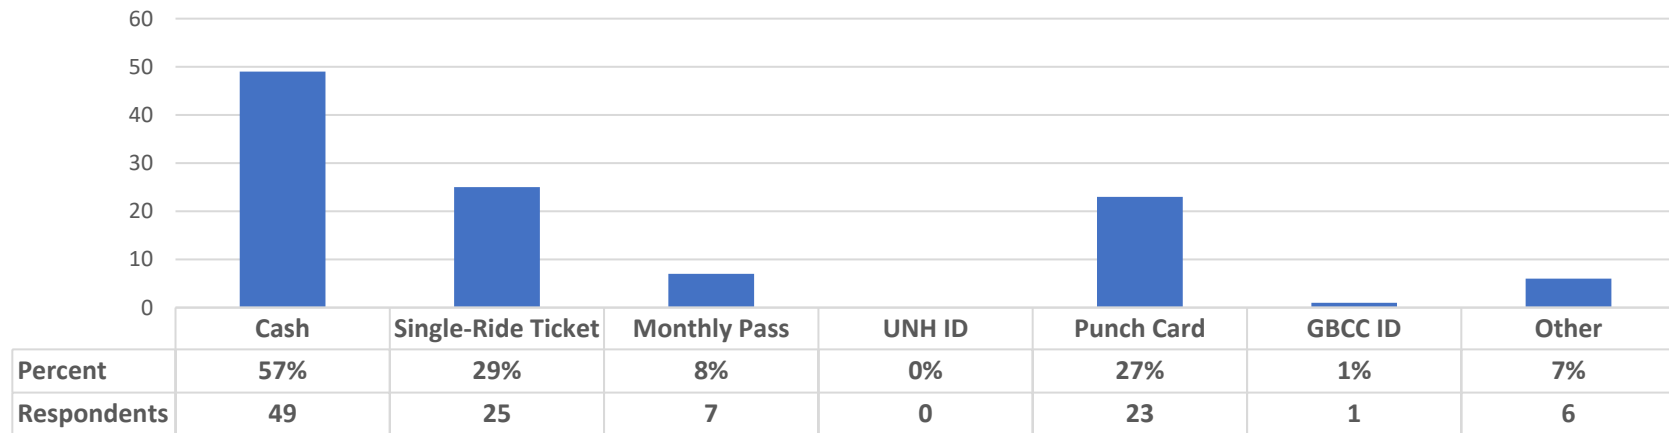 60
50
40
30
20
10
0
Cash Single-Ride Ticket Monthly Pass UNH ID Punch Card GBCC ID Other
Percent 57% 29% 8% 0% 27% 1% 7%
Respondents 49 25 7 0 23 1 6